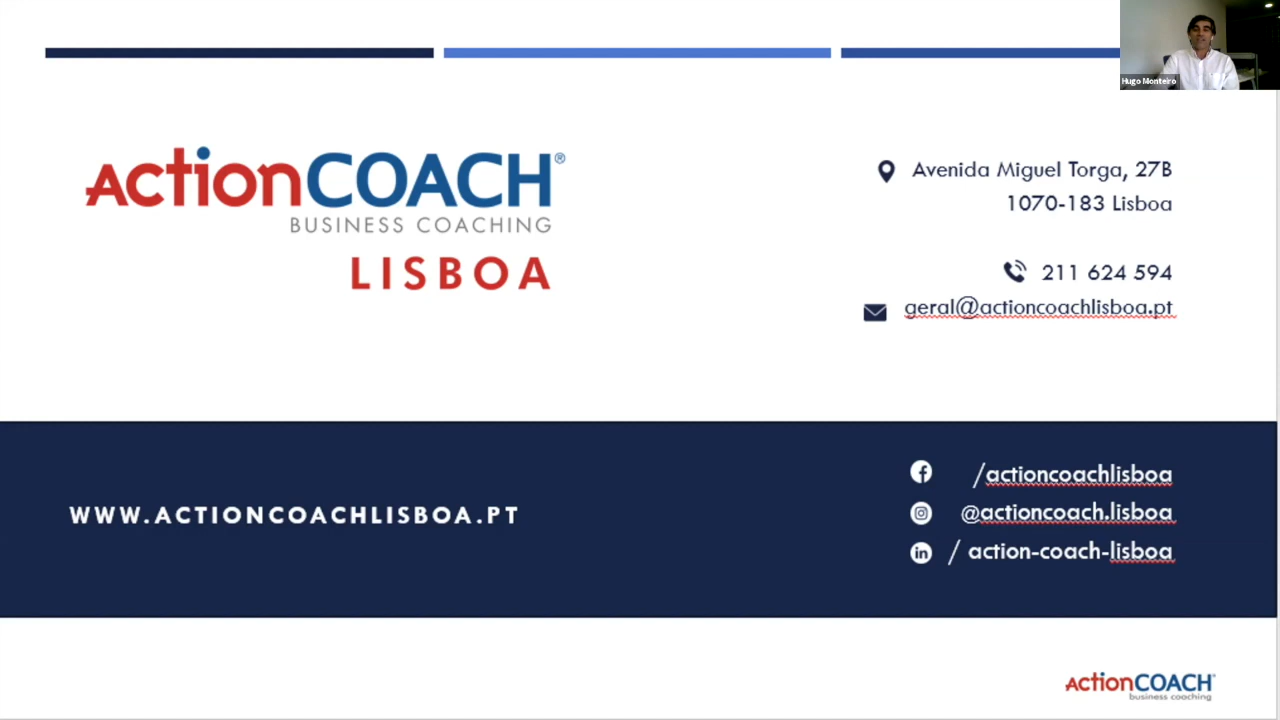 Hugo Monteiro
actionCOACH®
BUSINESS COACHING
LISBOA
Avenida Miguel Torga, 27B
1070-183 Lisboa
211 624 594
geral@actioncoachlisboa.pt
WWW.ACTIONCOACHLISBOA.PT
/actioncoachlisboa
@actioncoach.lisboa
/ action-coach-lisboa
actionCOACH®
business coaching